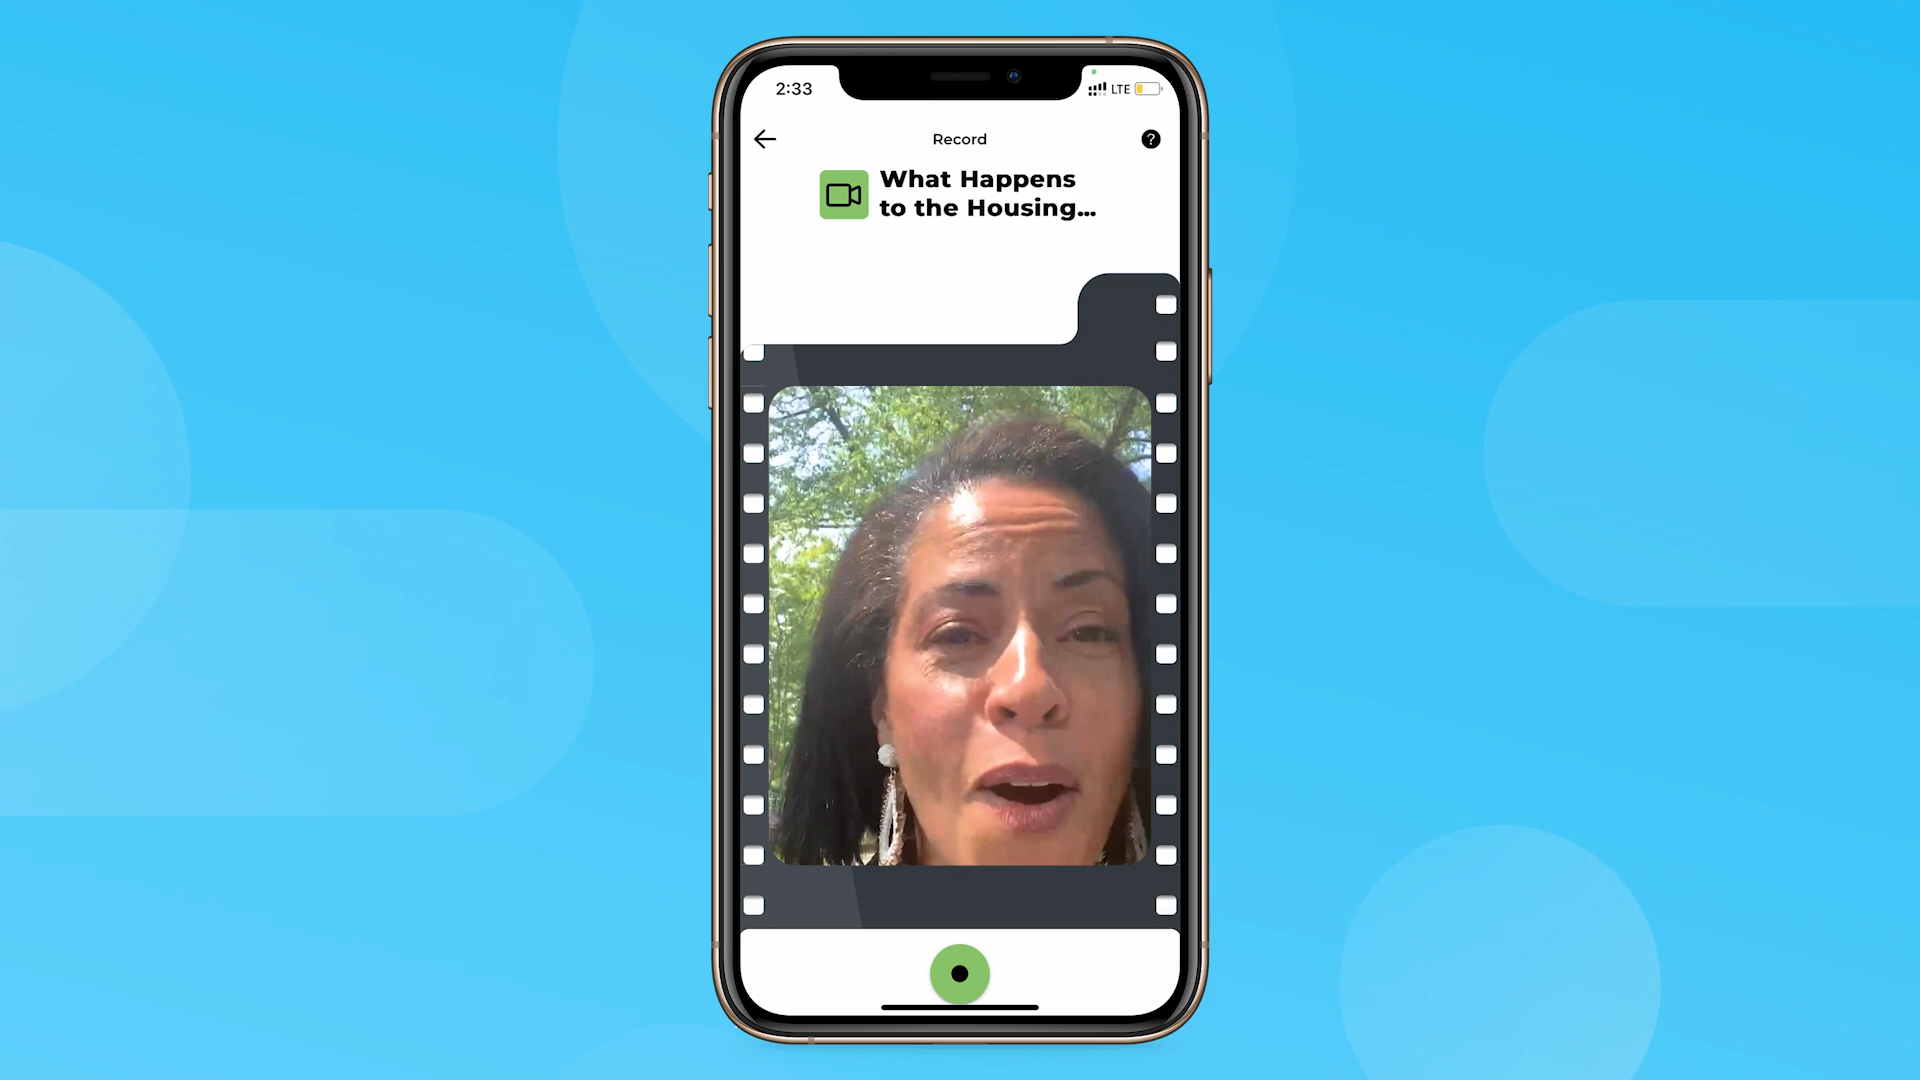 2:33
LTE
Record
?
What Happens
to the Housing...